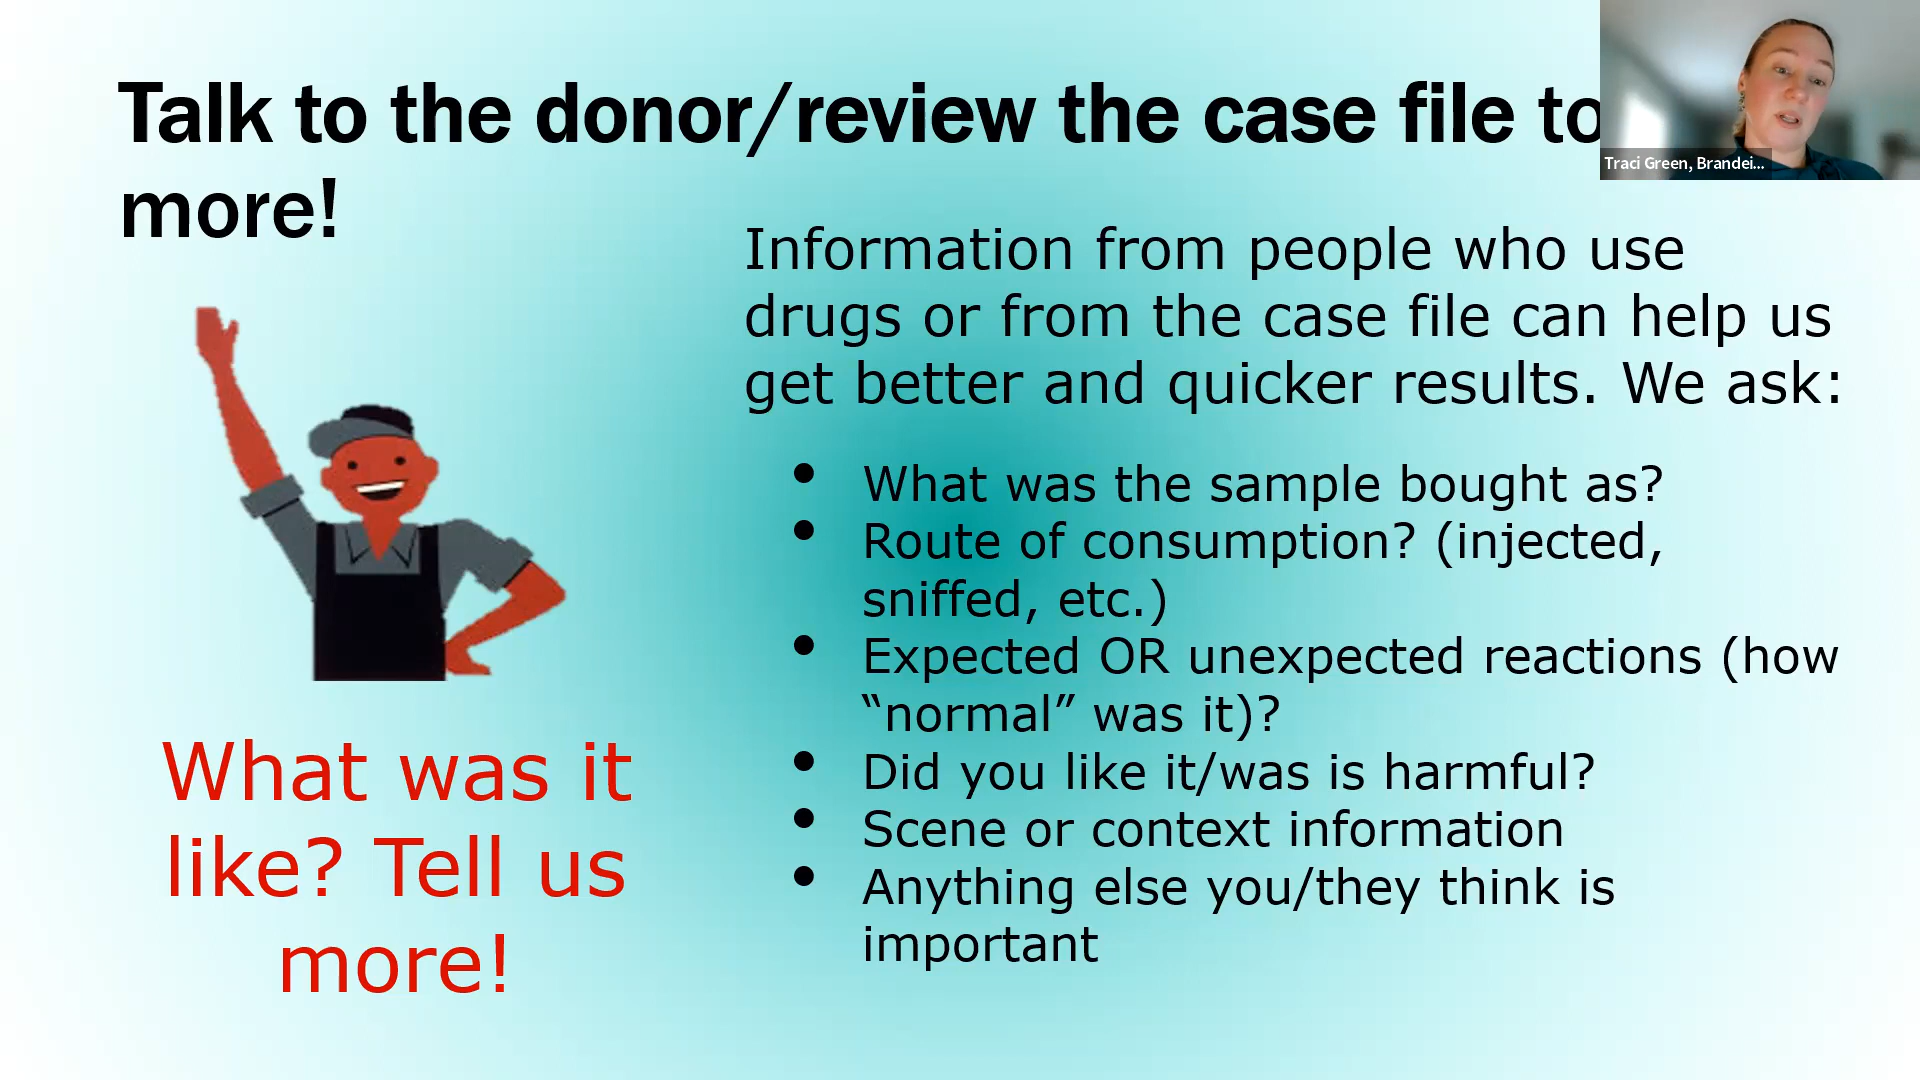 Talk to the donor/review the case file to
more!
Traci Green, Brandei...
Information from people who use
drugs or from the case file can help us
get better and quicker results. We ask:
• What was the sample bought as?
• Route of consumption? (injected,
sniffed, etc.)
• Expected OR unexpected reactions (how
“normal” was it)?
• Did you like it/was is harmful?
• Scene or context information
• Anything else you/they think is
important
What was it
like? Tell us
more!